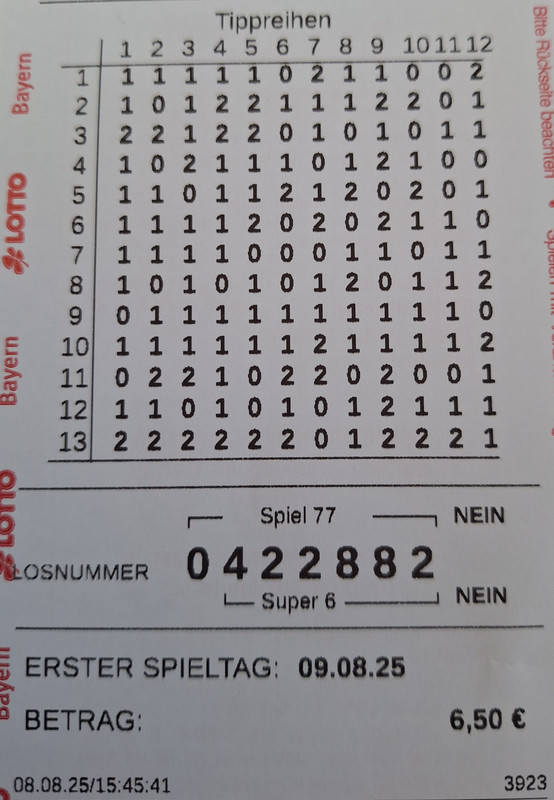 Tippreihen
1 2 3 4 5 6 7 8 9 10 11 12
1 1 1 1 1 1 0 2 1 1 0 0 2
2 1 0 1 2 2 1 1 1 2 2 0 1
3 2 2 1 2 2 0 1 0 1 0 1 1
4 1 0 2 1 1 1 0 1 2 1 0 0
5 1 1 0 1 1 2 1 2 0 2 0 1
6 1 1 1 1 2 0 2 0 2 1 1 0
7 1 1 1 1 0 0 0 1 1 0 1 1
8 1 0 1 0 1 0 1 2 0 1 1 2
9 0 1 1 1 1 1 1 1 1 1 1 0
10 1 1 1 1 1 1 2 1 1 1 1 2
11 0 2 2 1 0 2 2 0 2 0 0 1
12 1 1 0 1 0 1 0 1 2 1 1 1
13 2 2 2 2 2 2 0 1 2 2 2 1
Spiel 77 NEIN
LOSNUMMER 0422882
Super 6 NEIN
ERSTER SPIELTAG: 09.08.25
BETRAG: 6,50 €
08.08.25/15:45:41 3923
Bayern
LOTTO
Bayern
LOTTO
Bayern
Bitte Rückseite beachten